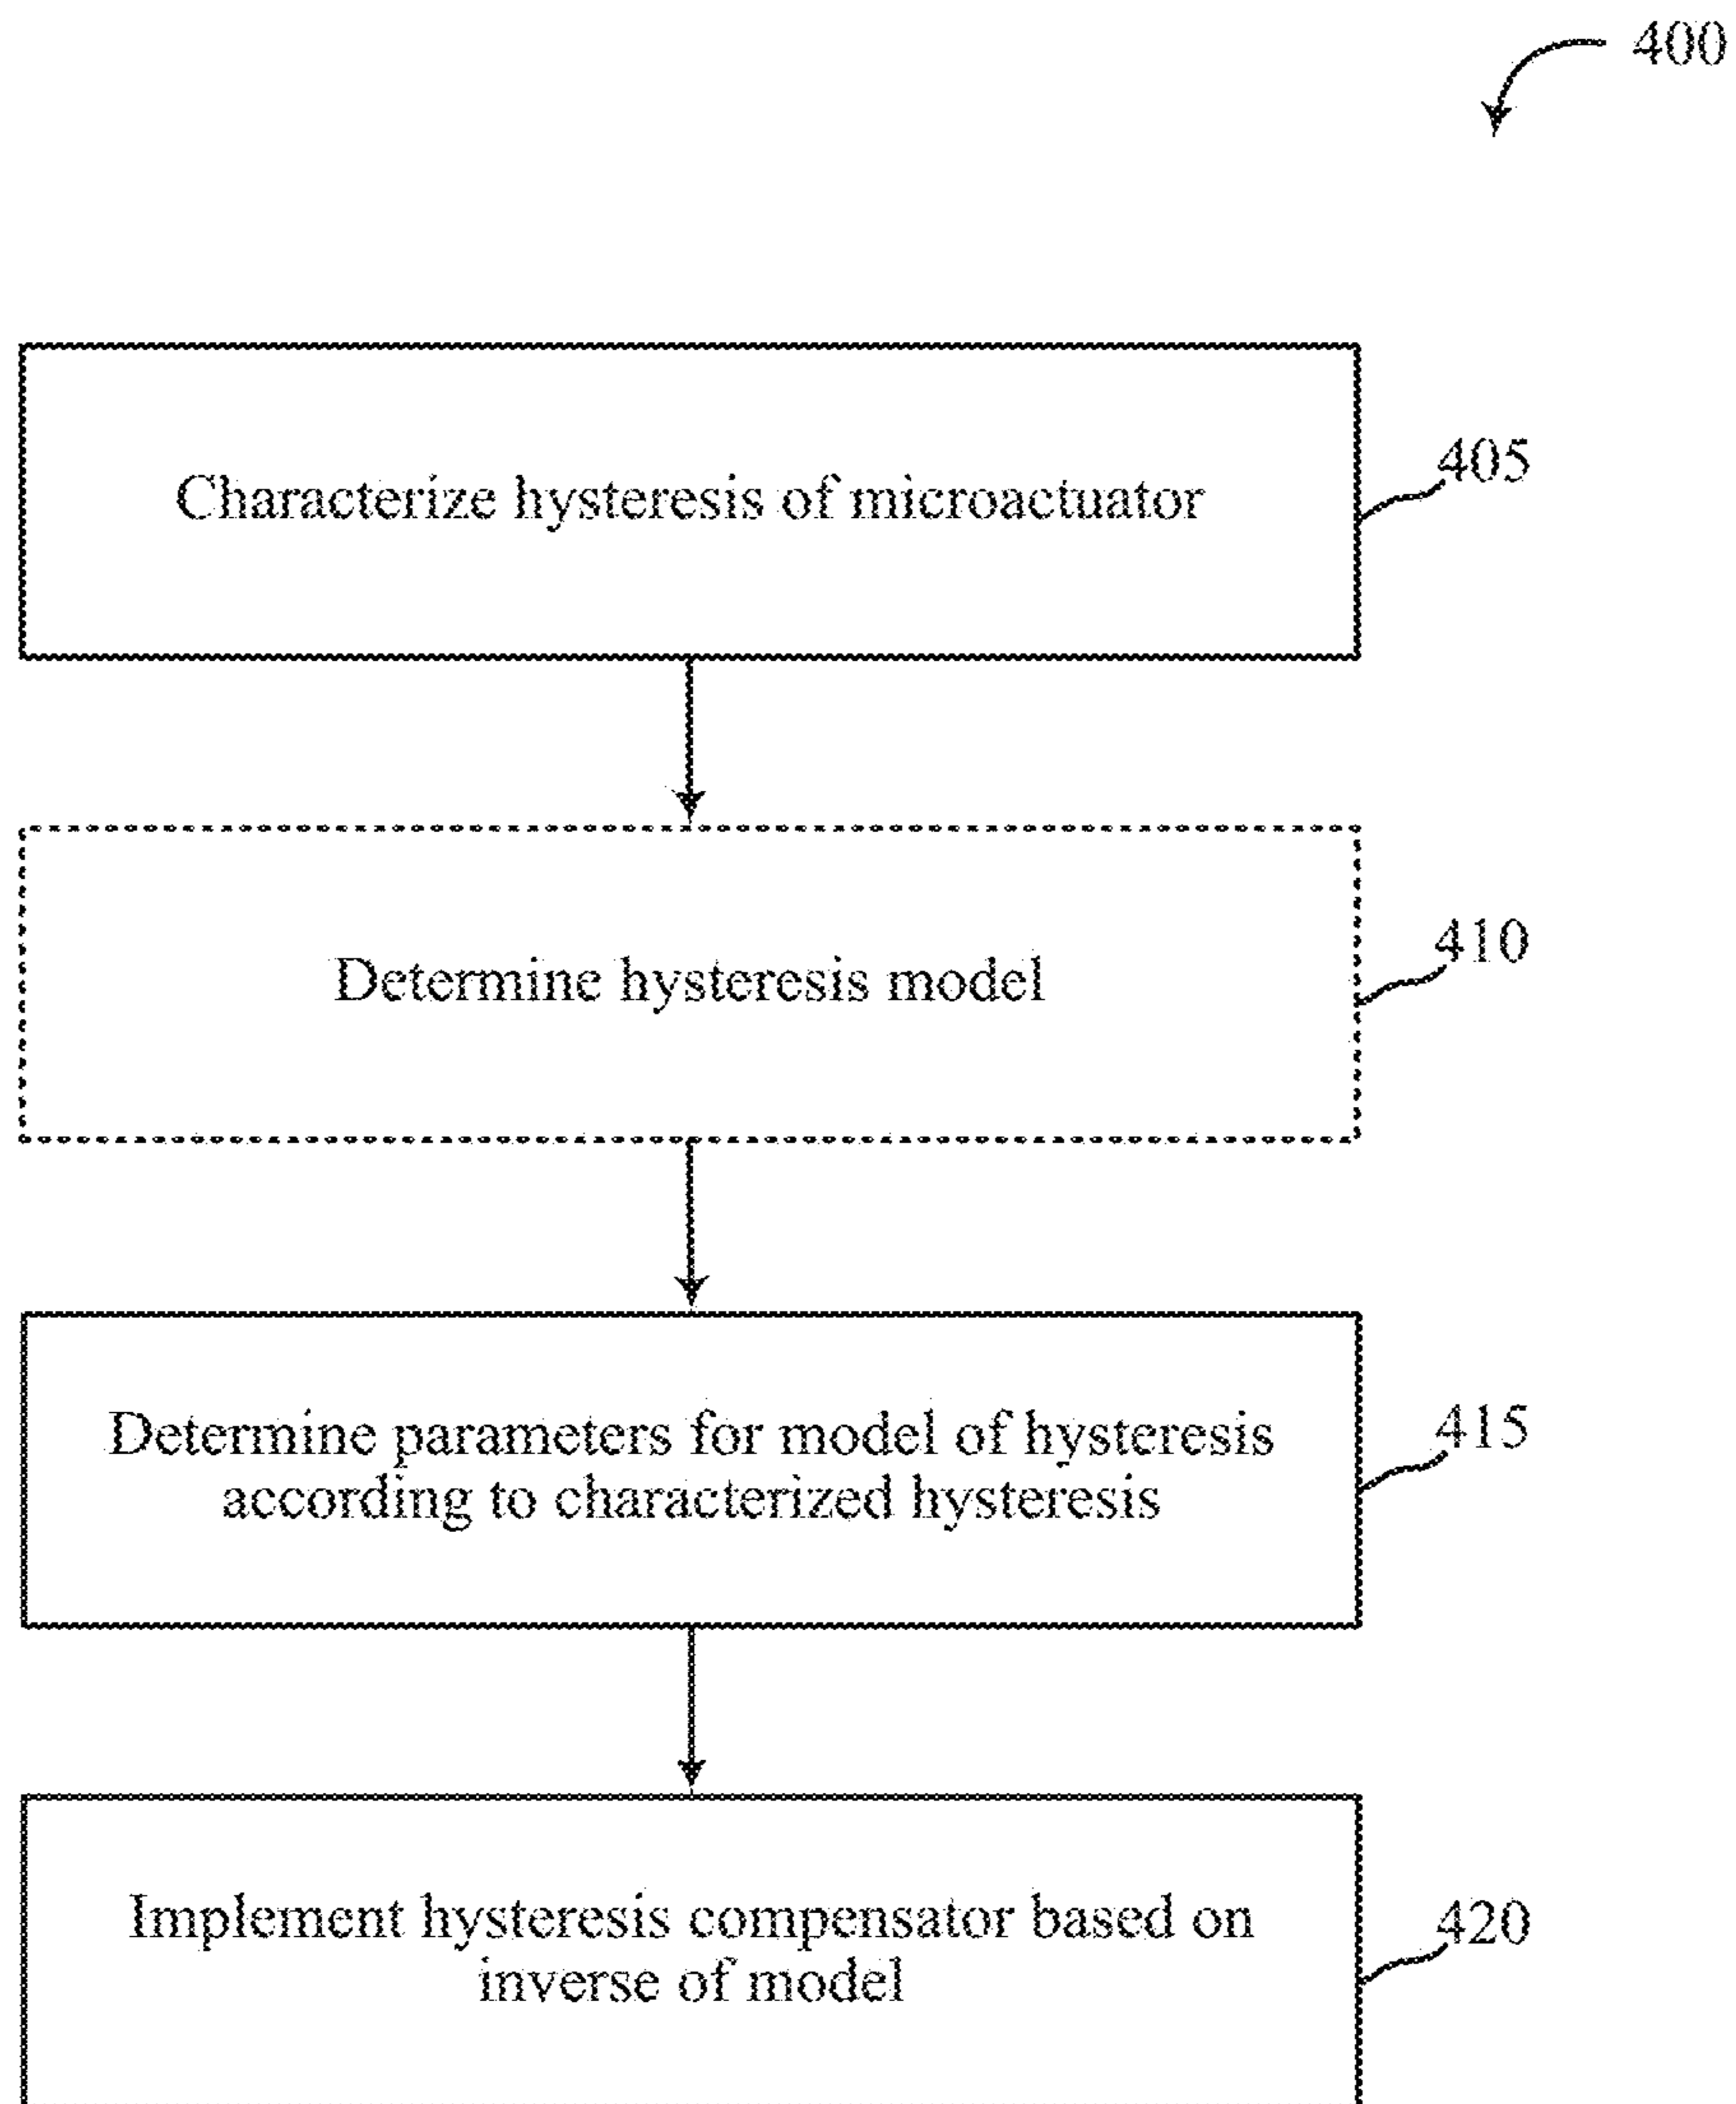 400
Characterize hysteresis of microactuator
405
Determine hysteresis model
410
Determine parameters for model of hysteresis
according to characterized hysteresis
415
Implement hysteresis compensator based on
inverse of model
420